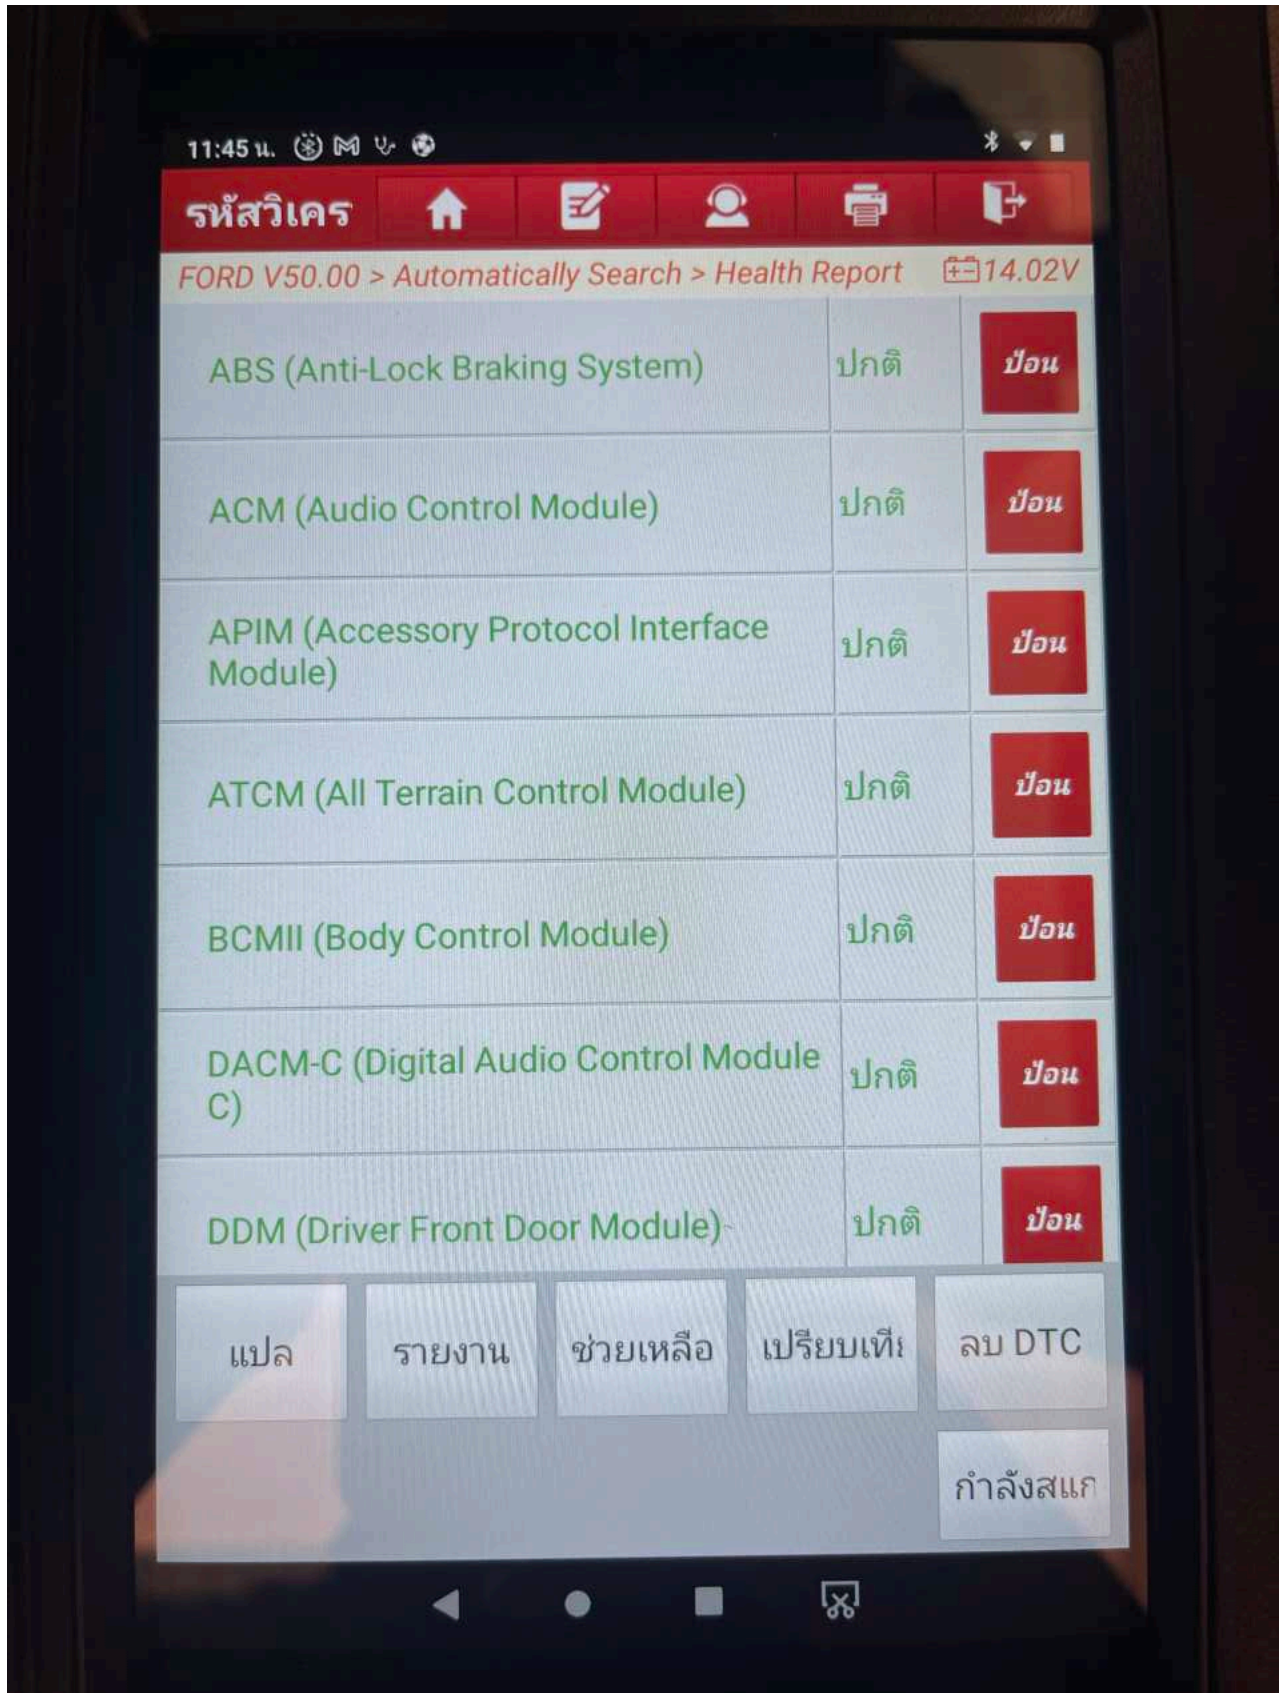 11:45 น.
รหัสวิเคร
FORD V50.00 > Automatically Search > Health Report 14.02V
ABS (Anti-Lock Braking System) ปกติ ป้อน
ACM (Audio Control Module) ปกติ ป้อน
APIM (Accessory Protocol Interface
Module) ปกติ ป้อน
ATCM (All Terrain Control Module) ปกติ ป้อน
BCMII (Body Control Module) ปกติ ป้อน
DACM-C (Digital Audio Control Module
C) ปกติ ป้อน
DDM (Driver Front Door Module) ปกติ ป้อน
แปล รายงาน ช่วยเหลือ เปรียบเที ลบ DTC
กำลังสแก